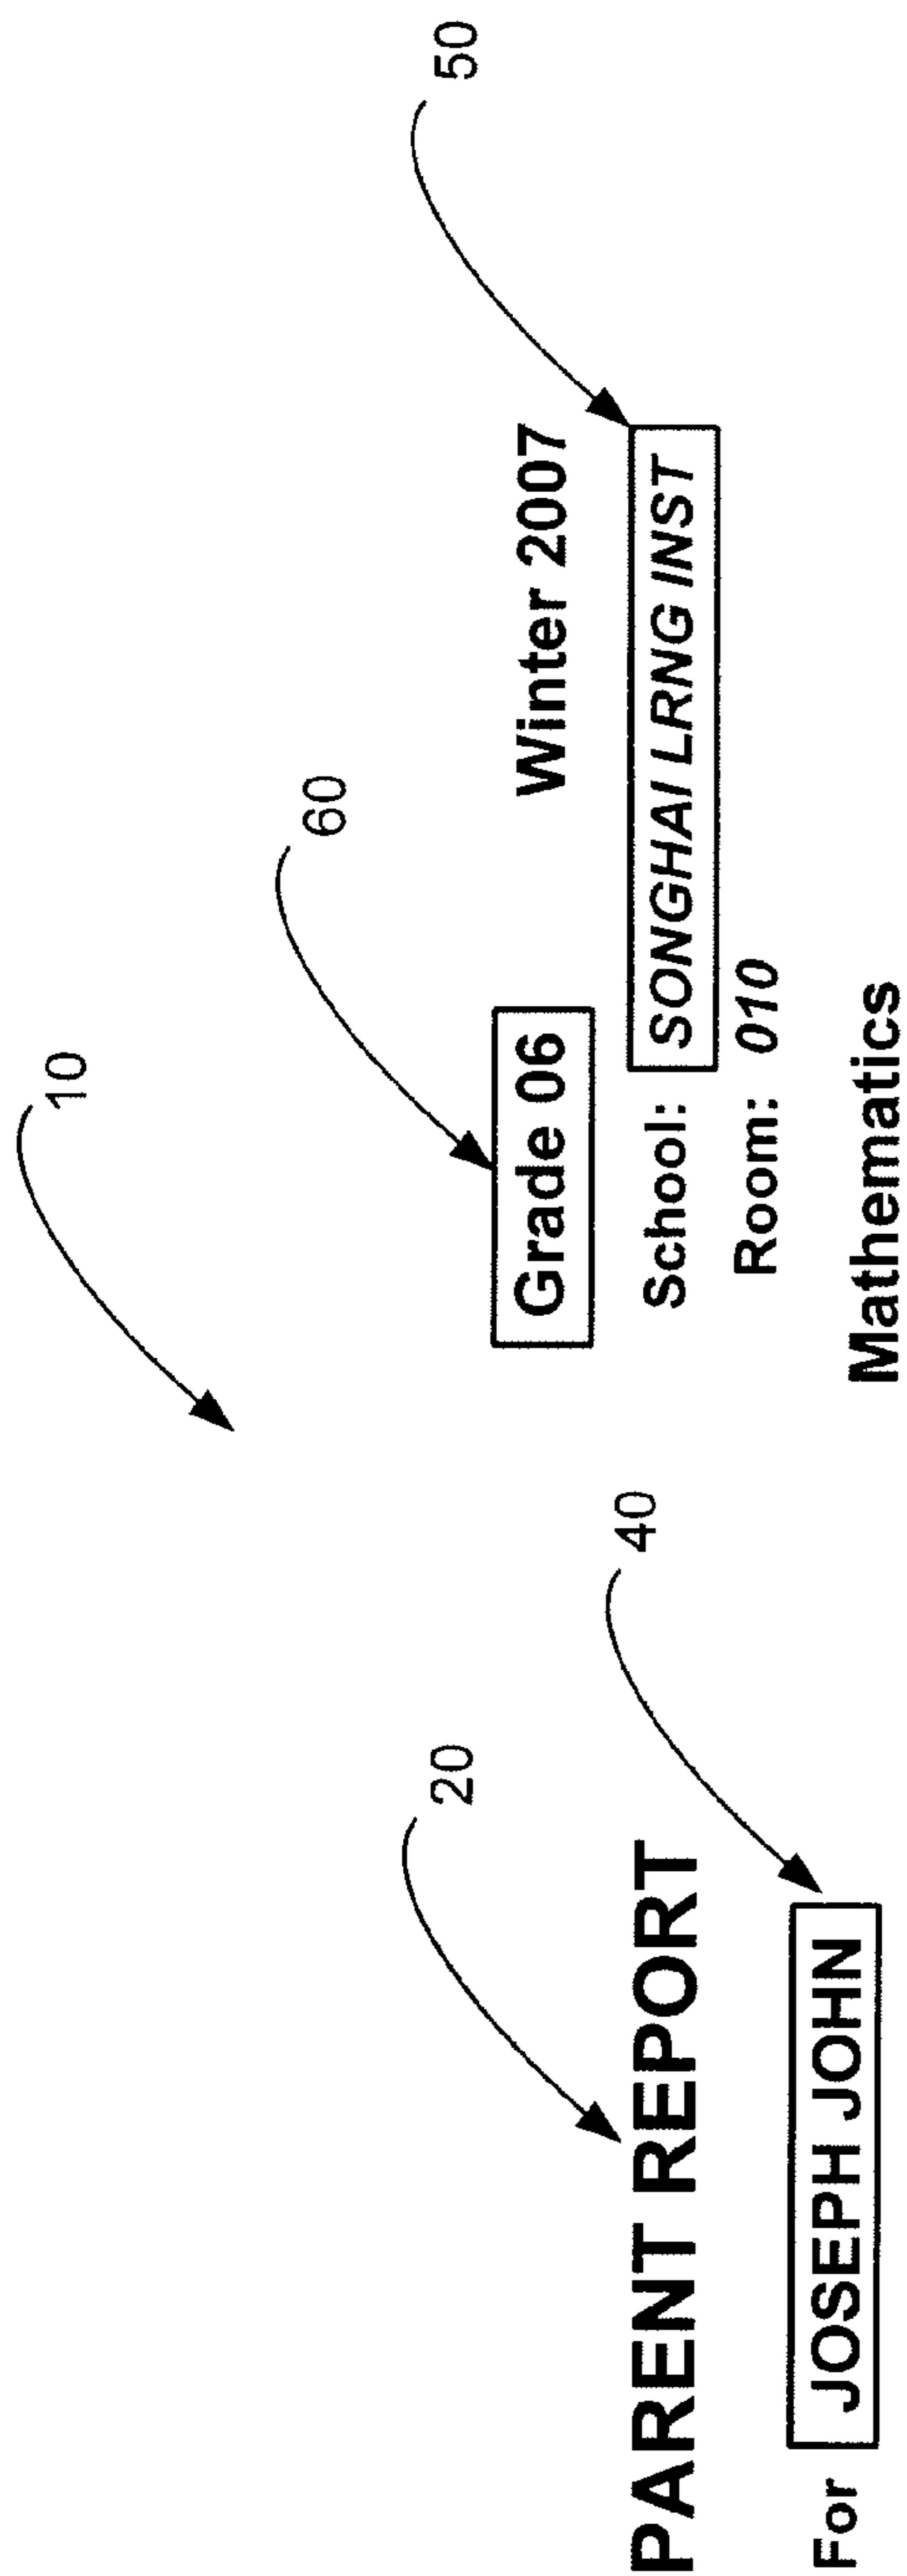 10
60
50
20
Grade 06 Winter 2007
PARENT REPORT
School: SONGHAI LRNG INST
40
Room: 010
For JOSEPH JOHN
Mathematics